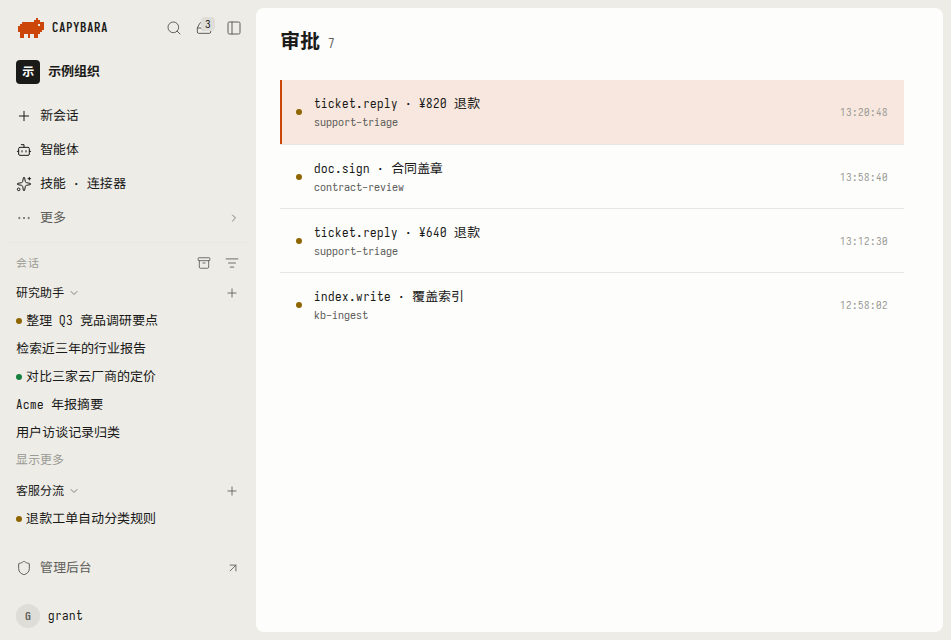 CAPYBARA
3
示 示例组织
新会话
智能体
技能 · 连接器
更多
会话
研究助手
整理 Q3 竞品调研要点
检索近三年的行业报告
对比三家云厂商的定价
Acme 年报摘要
用户访谈记录归类
显示更多
客服分流
退款工单自动分类规则
管理后台
G grant
审批 7
ticket.reply · ¥820 退款
support-triage
13:20:48
doc.sign · 合同盖章
contract-review
13:58:40
ticket.reply · ¥640 退款
support-triage
13:12:30
index.write · 覆盖索引
kb-ingest
12:58:02